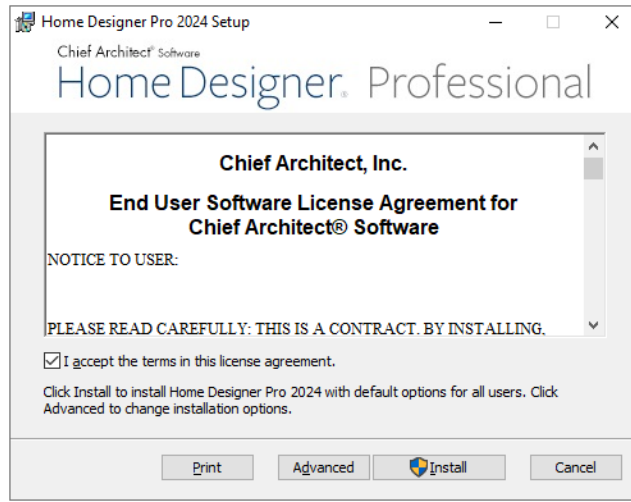 Home Designer Pro 2024 Setup
Chief Architect® Software
Home Designer® Professional
Chief Architect, Inc.
End User Software License Agreement for
Chief Architect® Software
NOTICE TO USER:
PLEASE READ CAREFULLY: THIS IS A CONTRACT. BY INSTALLING,
I accept the terms in this license agreement.
Click Install to install Home Designer Pro 2024 with default options for all users. Click
Advanced to change installation options.
Print Advanced Install Cancel